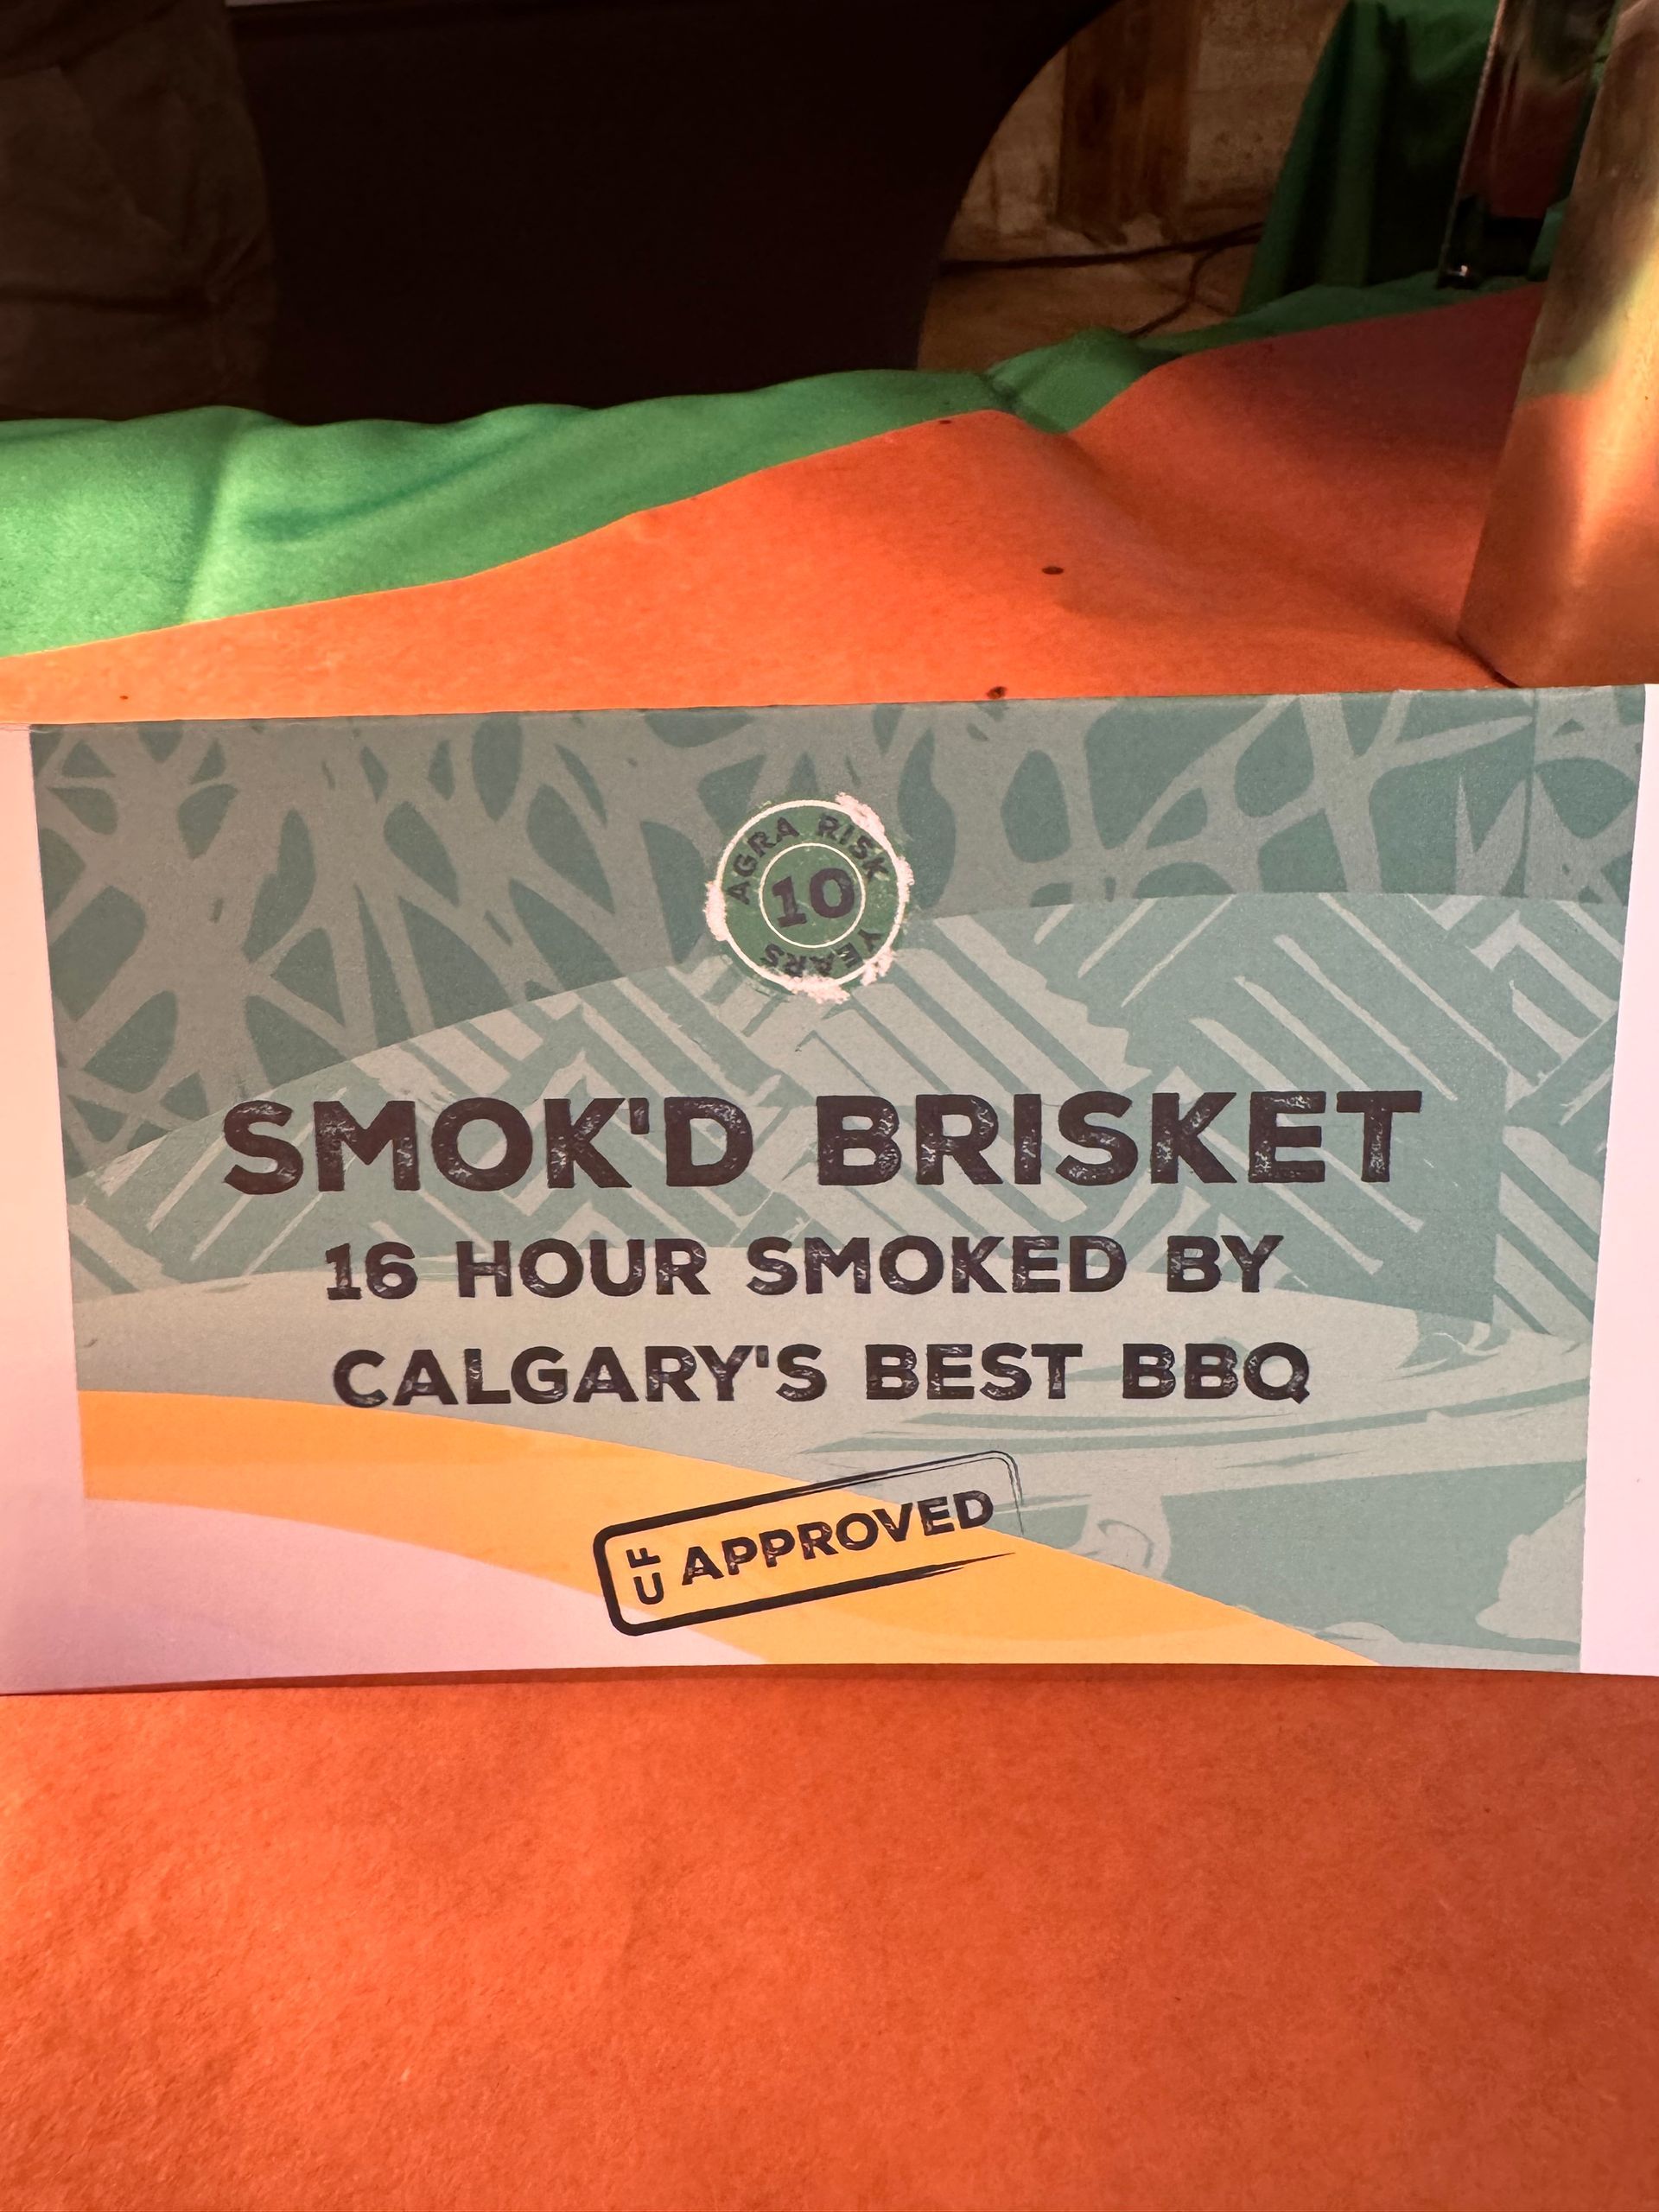 AGRA RISK
10
YEARS
SMOK'D BRISKET
16 HOUR SMOKED BY
CALGARY'S BEST BBQ
UF APPROVED